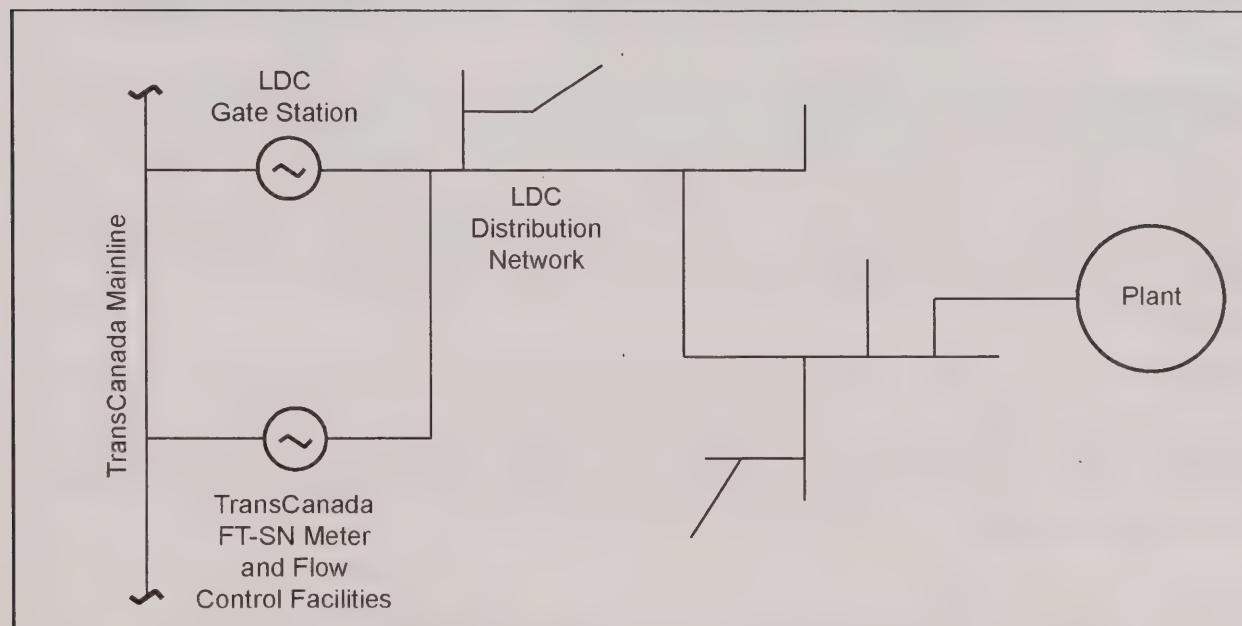 LDC
Gate Station
TransCanada Mainline
LDC
Distribution
Network
Plant
TransCanada
FT-SN Meter
and Flow
Control Facilities